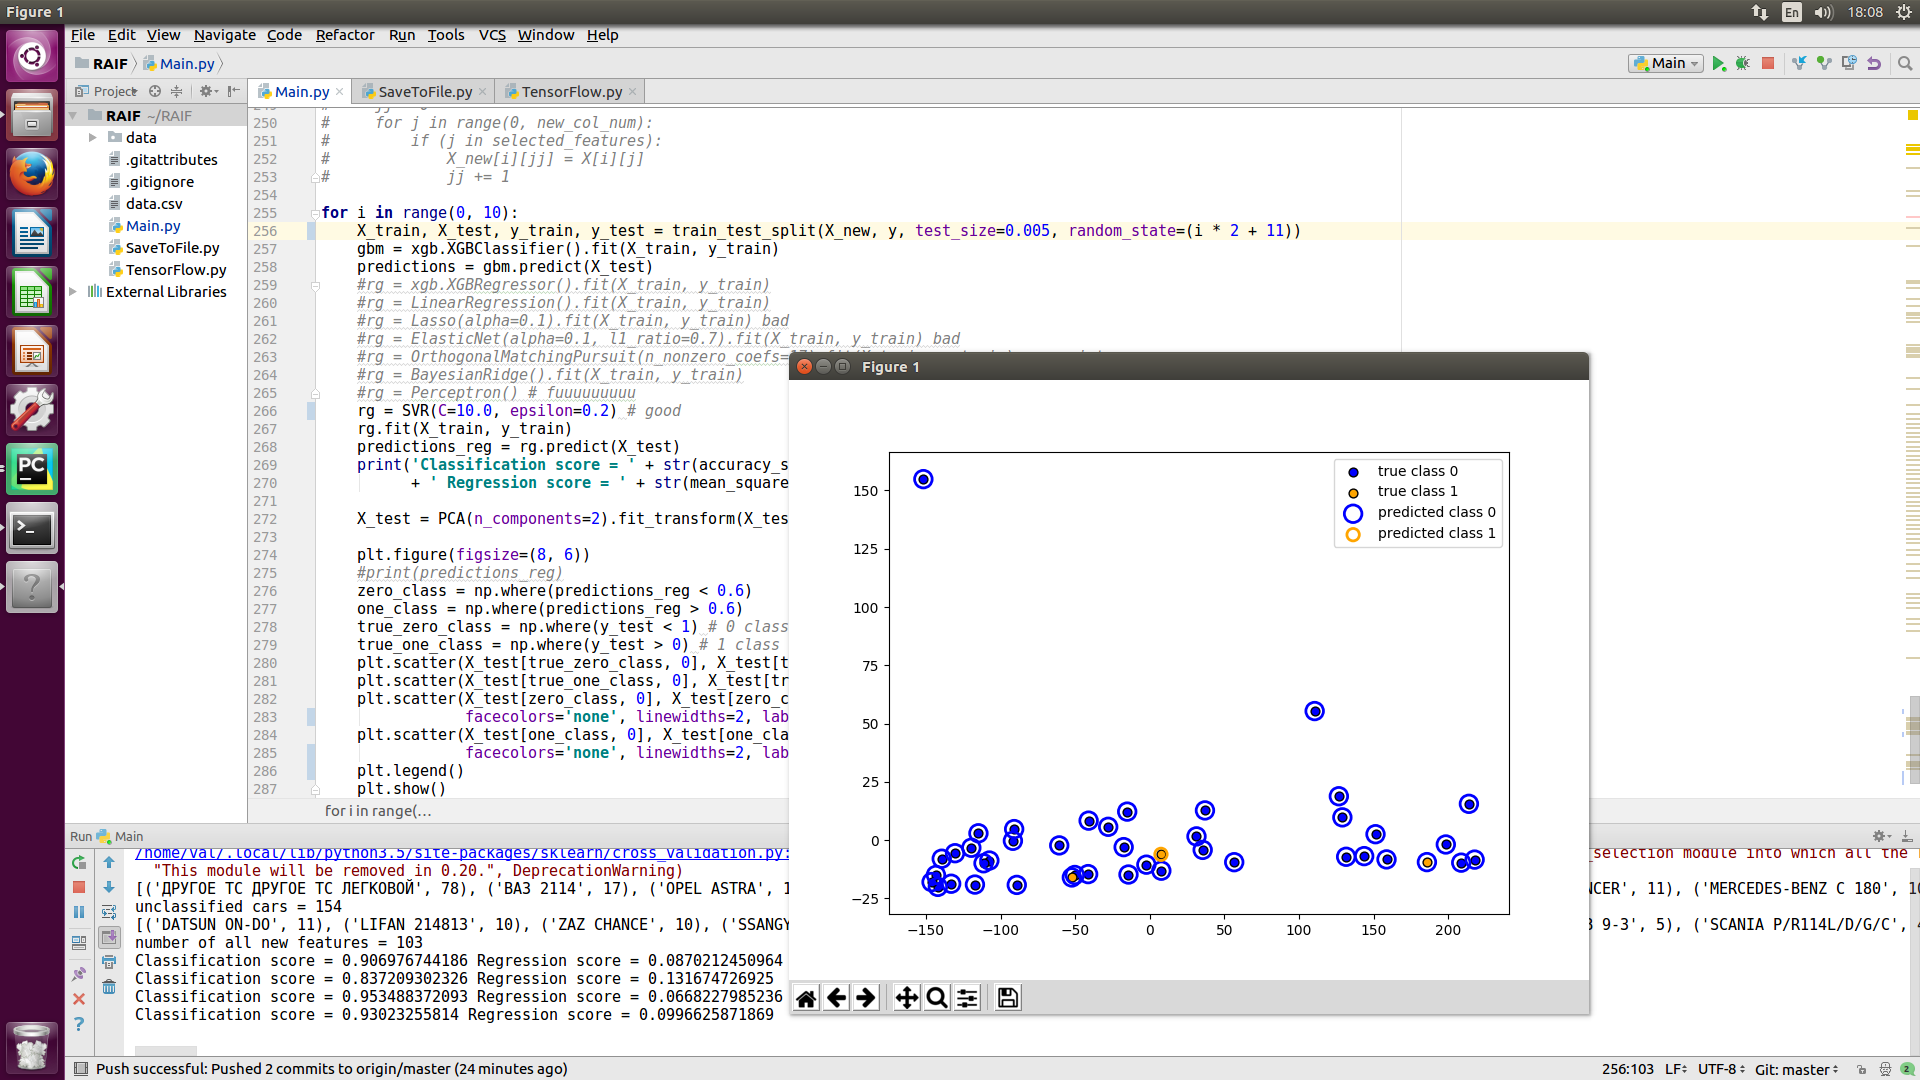 Figure 1
En 18:08
File Edit View Navigate Code Refactor Run Tools VCS Window Help
RAIF Main.py
Main
Project
Main.py SaveToFile.py TensorFlow.py
RAIF ~/RAIF
data
.gitattributes
.gitignore
data.csv
Main.py
SaveToFile.py
TensorFlow.py
External Libraries
250 #     for j in range(0, new_col_num):
251 #         if (j in selected_features):
252 #             X_new[i][jj] = X[i][j]
253 #             jj += 1
254
255 for i in range(0, 10):
256     X_train, X_test, y_train, y_test = train_test_split(X_new, y, test_size=0.005, random_state=(i * 2 + 11))
257     gbm = xgb.XGBClassifier().fit(X_train, y_train)
258     predictions = gbm.predict(X_test)
259     #rg = xgb.XGBRegressor().fit(X_train, y_train)
260     #rg = LinearRegression().fit(X_train, y_train)
261     #rg = Lasso(alpha=0.1).fit(X_train, y_train) bad
262     #rg = ElasticNet(alpha=0.1, l1_ratio=0.7).fit(X_train, y_train) bad
263     #rg = OrthogonalMatchingPursuit(n_nonzero_coefs=
264     #rg = BayesianRidge().fit(X_train, y_train)
265     #rg = Perceptron() # fuuuuuuuuu
266     rg = SVR(C=10.0, epsilon=0.2) # good
267     rg.fit(X_train, y_train)
268     predictions_reg = rg.predict(X_test)
269     print('Classification score = ' + str(accuracy_s
270           + ' Regression score = ' + str(mean_square
271
272     X_test = PCA(n_components=2).fit_transform(X_tes
273
274     plt.figure(figsize=(8, 6))
275     #print(predictions_reg)
276     zero_class = np.where(predictions_reg < 0.6)
277     one_class = np.where(predictions_reg > 0.6)
278     true_zero_class = np.where(y_test < 1) # 0 class
279     true_one_class = np.where(y_test > 0) # 1 class
280     plt.scatter(X_test[true_zero_class, 0], X_test[t
281     plt.scatter(X_test[true_one_class, 0], X_test[tr
282     plt.scatter(X_test[zero_class, 0], X_test[zero_c
283                 facecolors='none', linewidths=2, lab
284     plt.scatter(X_test[one_class, 0], X_test[one_cla
285                 facecolors='none', linewidths=2, lab
286     plt.legend()
287     plt.show()
for i in range(...
Figure 1
true class 0
true class 1
predicted class 0
predicted class 1
150
125
100
75
50
25
0
−25
−150 −100 −50 0 50 100 150 200
Run Main
/home/val/.local/lib/python3.5/site-packages/sklearn/cross_validation.py: _selection module into which all the
"This module will be removed in 0.20.", DeprecationWarning)
[('ДРУГОЕ ТС ДРУГОЕ ТС ЛЕГКОВОЙ', 78), ('ВАЗ 2114', 17), ('OPEL ASTRA', 1 NCER', 11), ('MERCEDES-BENZ C 180', 10
unclassified cars = 154
[('DATSUN ON-DO', 11), ('LIFAN 214813', 10), ('ZAZ CHANCE', 10), ('SSANGY 9-3', 5), ('SCANIA P/R114L/D/G/C', 4
number of all new features = 103
Classification score = 0.906976744186 Regression score = 0.0870212450964
Classification score = 0.837209302326 Regression score = 0.131674726925
Classification score = 0.953488372093 Regression score = 0.0668227985236
Classification score = 0.93023255814 Regression score = 0.0996625871869
Push successful: Pushed 2 commits to origin/master (24 minutes ago)
256:103 LF UTF-8 Git: master 2
PC